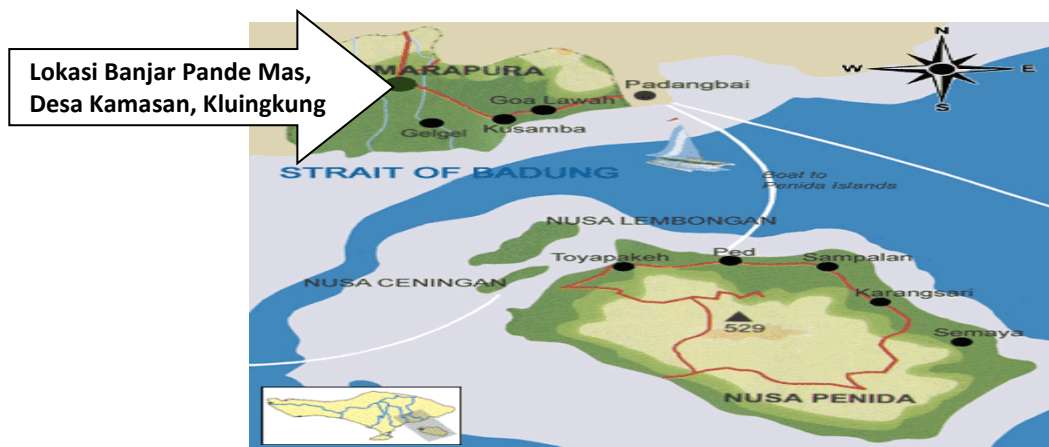 Lokasi Banjar Pande Mas,
Desa Kamasan, Kluingkung
MARAPURA
Padangbai
Goa Lawah
Kusamba
Gelgel
N
W
E
S
STRAIT OF BADUNG
Boat to
Penida Islands
NUSA LEMBONGAN
Toyapakeh
Ped
Sampalan
NUSA CENINGAN
Karangsari
529
Semaya
NUSA PENIDA